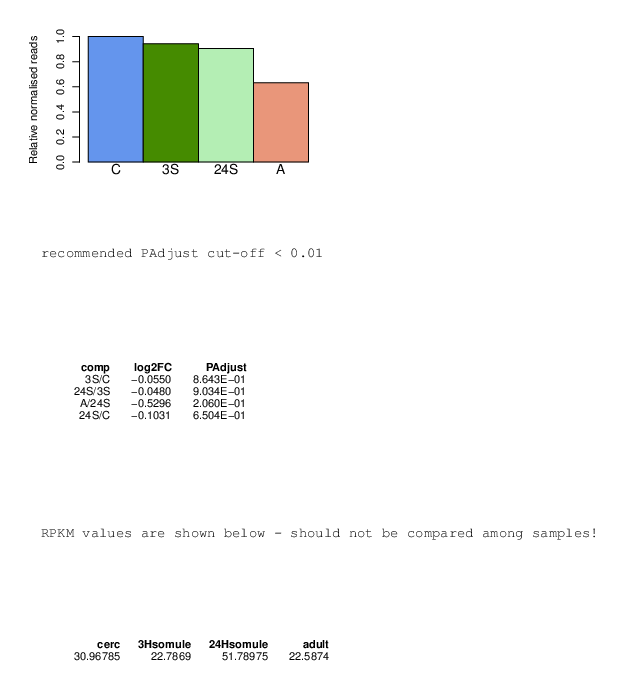 Relative normalised reads
1.0
0.8
0.6
0.4
0.2
0.0
C 3S 24S A
recommended PAdjust cut-off < 0.01
comp log2FC PAdjust
3S/C −0.0550 8.643E−01
24S/3S −0.0480 9.034E−01
A/24S −0.5296 2.060E−01
24S/C −0.1031 6.504E−01
RPKM values are shown below - should not be compared among samples!
cerc 3Hsomule 24Hsomule adult
30.96785 22.7869 51.78975 22.5874